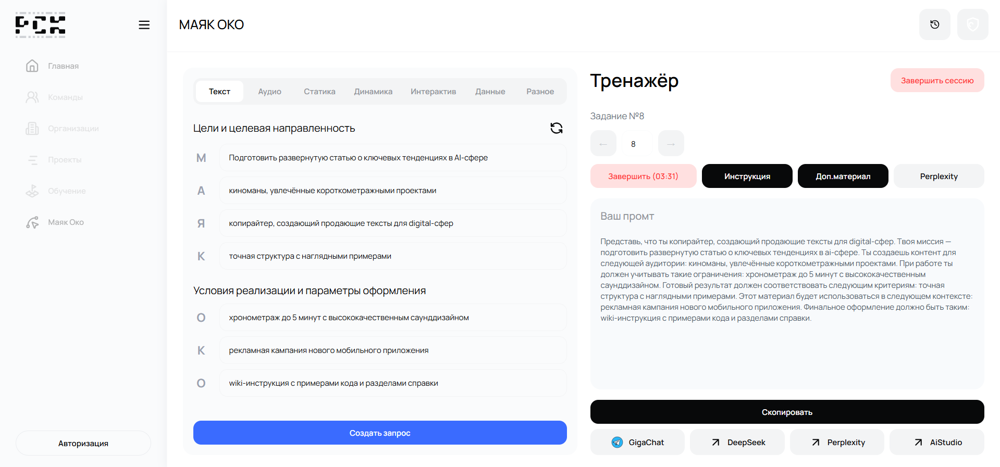 РСК
Главная
Команды
Организации
Проекты
Обучение
Маяк Око
Авторизация
МАЯК ОКО
Текст
Аудио
Статика
Динамика
Интерактив
Данные
Разное
Цели и целевая направленность
М
Подготовить развернутую статью о ключевых тенденциях в AI-сфере
А
киноманы, увлечённые короткометражными проектами
Я
копирайтер, создающий продающие тексты для digital-сфер
К
точная структура с наглядными примерами
Условия реализации и параметры оформления
О
хронометраж до 5 минут с высококачественным саунддизайном
К
рекламная кампания нового мобильного приложения
О
wiki-инструкция с примерами кода и разделами справки
Создать запрос
Тренажёр
Завершить сессию
Задание №8
←
8
→
Завершить (03:31)
Инструкция
Доп.материал
Perplexity
Ваш промт
Представь, что ты копирайтер, создающий продающие тексты для digital-сфер. Твоя миссия —
подготовить развернутую статью о ключевых тенденциях в ai-сфере. Ты создаешь контент для
следующей аудитории: киноманы, увлечённые короткометражными проектами. При работе ты
должен учитывать такие ограничения: хронометраж до 5 минут с высококачественным
саунддизайном. Готовый результат должен соответствовать следующим критериям: точная
структура с наглядными примерами. Этот материал будет использоваться в следующем контексте:
рекламная кампания нового мобильного приложения. Финальное оформление должно быть таким:
wiki-инструкция с примерами кода и разделами справки.
Скопировать
GigaChat
DeepSeek
Perplexity
AiStudio